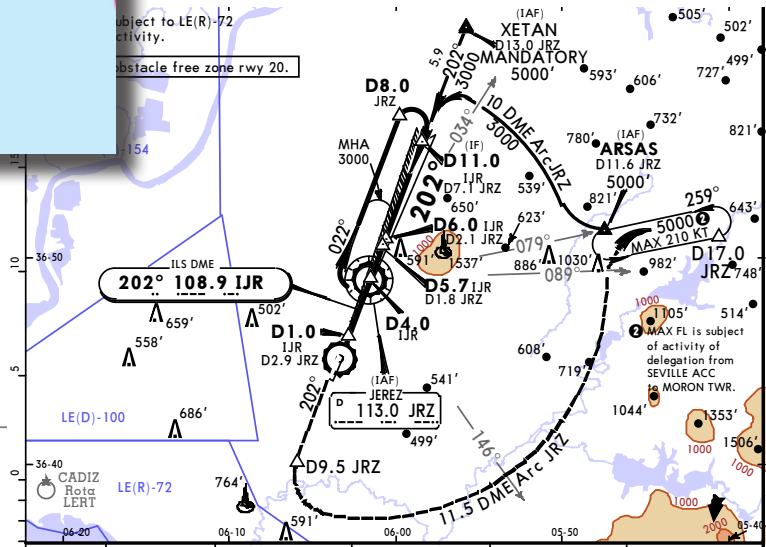 ubject to LE(R)-72
ctivity.
obstacle free zone rwy 20.
-154
(IAF)
XETAN
D13.0 JRZ
MANDATORY
5000'
5.9
202°
3000
505'
502'
499'
727'
593'
606'
732'
821'
780'
D8.0
JRZ
MHA
3000
10 DME Arc JRZ
3000
034°
(IF)
D11.0
IJR
D7.1 JRZ
202°
022°
(IAF)
ARSAS
D11.6 JRZ
5000'
539'
821'
650'
623'
D6.0 IJR
D2.1 JRZ
1000
591'
1537'
079°
886'
1030'
089°
259°
5000' 2
MAX 210 KT
643'
D17.0
JRZ
748'
982'
514'
36-50
10
15
ILS DME
202° 108.9 IJR
D5.7 IJR
D1.8 JRZ
D4.0
IJR
D1.0
IJR
D2.9 JRZ
659'
502'
558'
686'
1000
1105'
2 MAX FL is subject
of activity of
delegation from
SEVILLE ACC
to MORON TWR.
608'
719'
(IAF)
JEREZ
D 113.0 JRZ
541'
499'
202°
5
LE(D)-100
1044'
1353'
1000
1506'
1000
146°
D9.5 JRZ
11.5 DME Arc JRZ
0
36-40
CADIZ
Rota
LERT
LE(R)-72
764'
591'
1000
2000
06-20
06-10
06-00
05-50
05-40